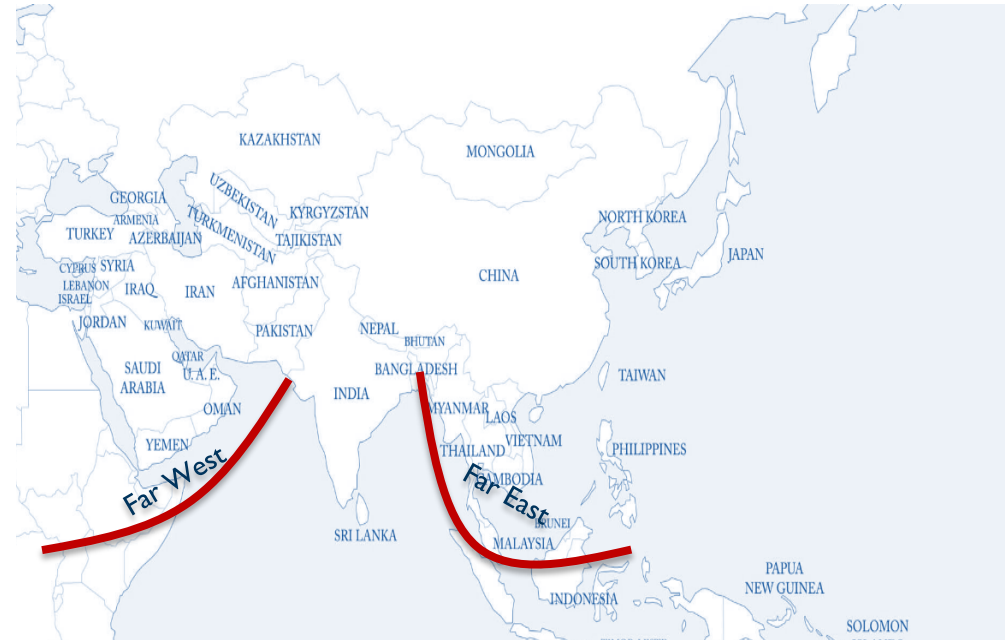 KAZAKHSTAN
MONGOLIA
GEORGIA
UZBEKISTAN
KYRGYZSTAN
ARMENIA
TURKMENISTAN
NORTH KOREA
TURKEY
AZERBAIJAN
TAJIKISTAN
JAPAN
CYPRUS
SYRIA
SOUTH KOREA
LEBANON
IRAQ
IRAN
AFGHANISTAN
CHINA
ISRAEL
JORDAN
KUWAIT
PAKISTAN
NEPAL
BHUTAN
QATAR
SAUDI
ARABIA
U. A. E.
BANGLADESH
TAIWAN
INDIA
OMAN
MYANMAR
LAOS
YEMEN
VIETNAM
THAILAND
PHILIPPINES
Far West
CAMBODIA
Far East
BRUNEI
SRI LANKA
MALAYSIA
PAPUA
NEW GUINEA
INDONESIA
SOLOMON